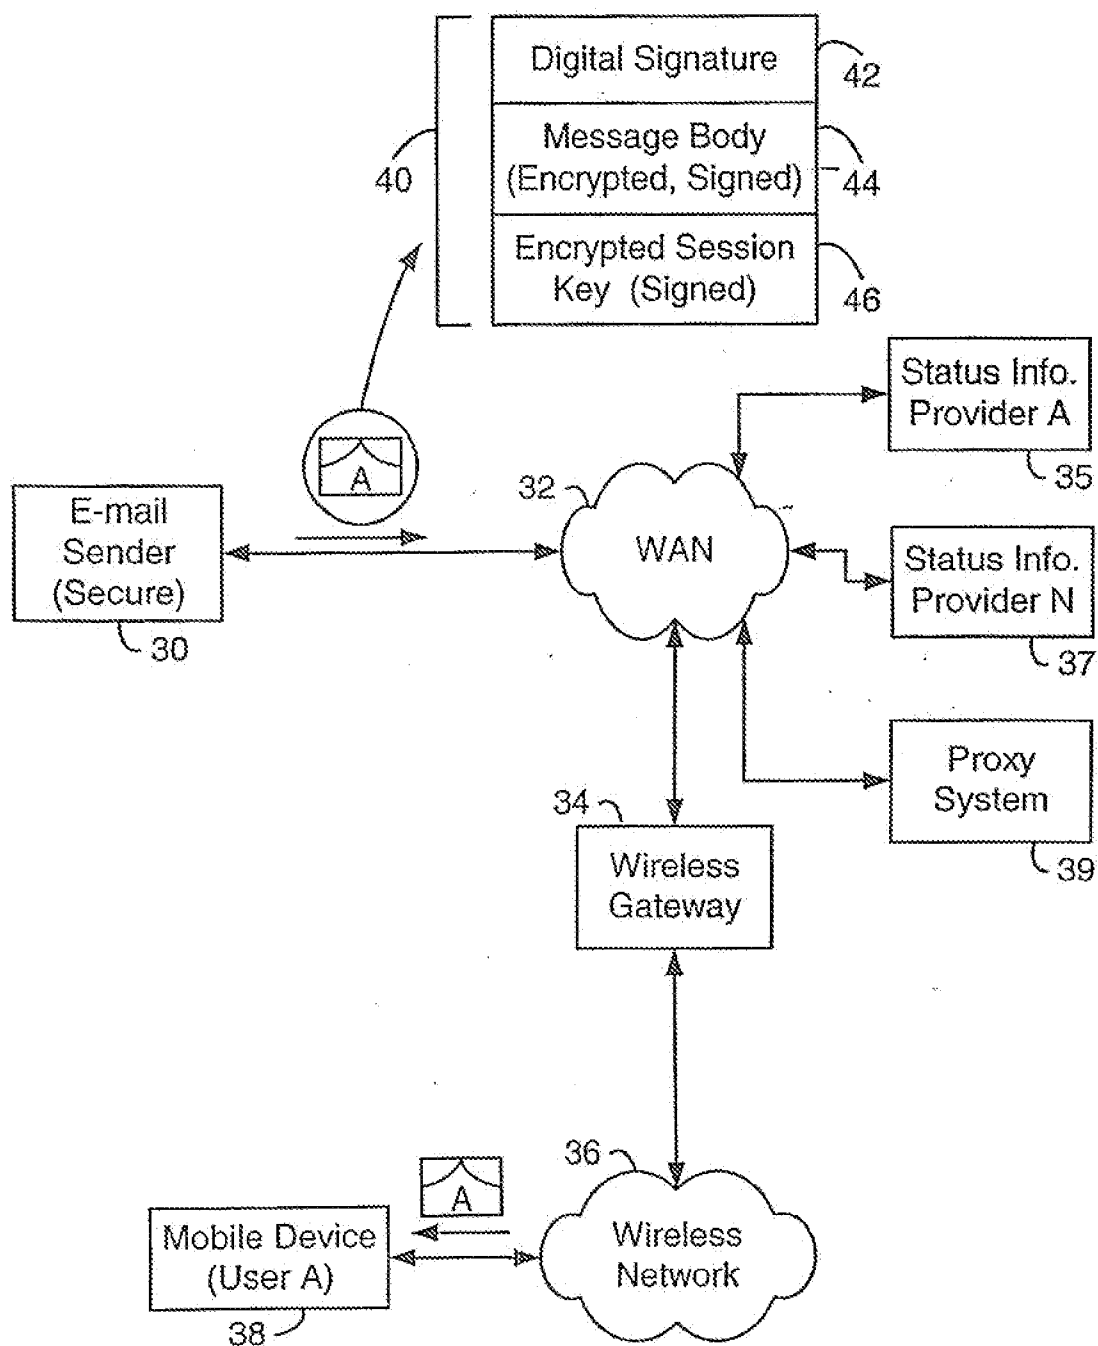 Digital Signature
42
Message Body
(Encrypted, Signed)
44
40
Encrypted Session
Key (Signed)
46
Status Info.
Provider A
35
A
32
E-mail
Sender
(Secure)
30
WAN
Status Info.
Provider N
37
Proxy
System
39
34
Wireless
Gateway
36
A
Mobile Device
(User A)
38
Wireless
Network